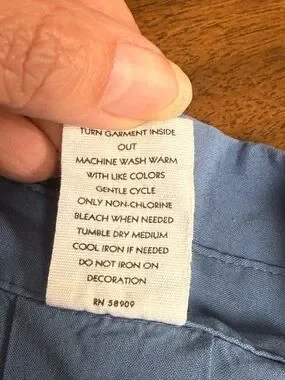 TURN GARMENT INSIDE
OUT
MACHINE WASH WARM
WITH LIKE COLORS
GENTLE CYCLE
ONLY NON-CHLORINE
BLEACH WHEN NEEDED
TUMBLE DRY MEDIUM
COOL IRON IF NEEDED
DO NOT IRON ON
DECORATION
RN 58909